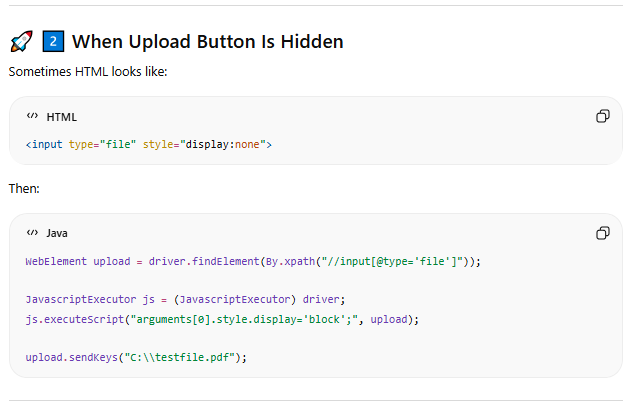 🚀 2️⃣ When Upload Button Is Hidden
Sometimes HTML looks like:
</> HTML
<input type="file" style="display:none">
Then:
</> Java
WebElement upload = driver.findElement(By.xpath("//input[@type='file']"));
JavascriptExecutor js = (JavascriptExecutor) driver;
js.executeScript("arguments[0].style.display='block';", upload);
upload.sendKeys("C:\\testfile.pdf");